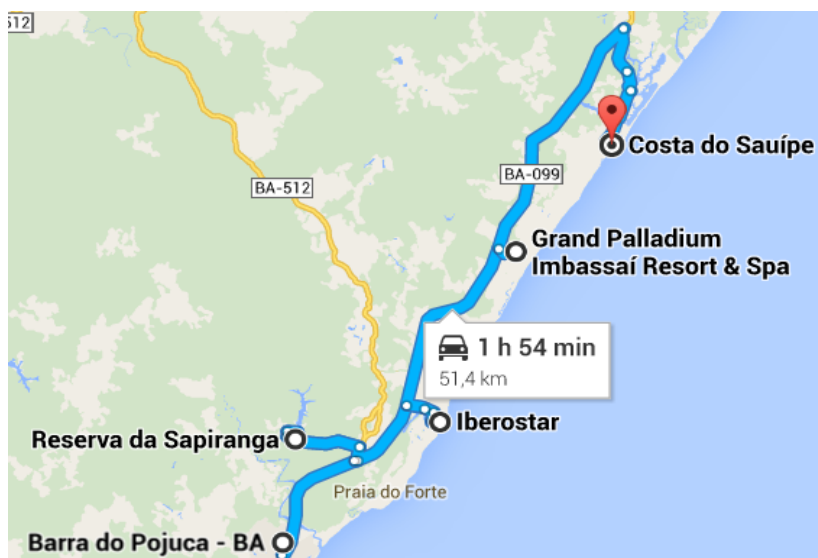 512
Costa do Sauípe
BA-099
BA-512
Grand Palladium
Imbassaí Resort & Spa
1 h 54 min
51,4 km
Iberostar
Reserva da Sapiranga
Praia do Forte
Barra do Pojuca - BA